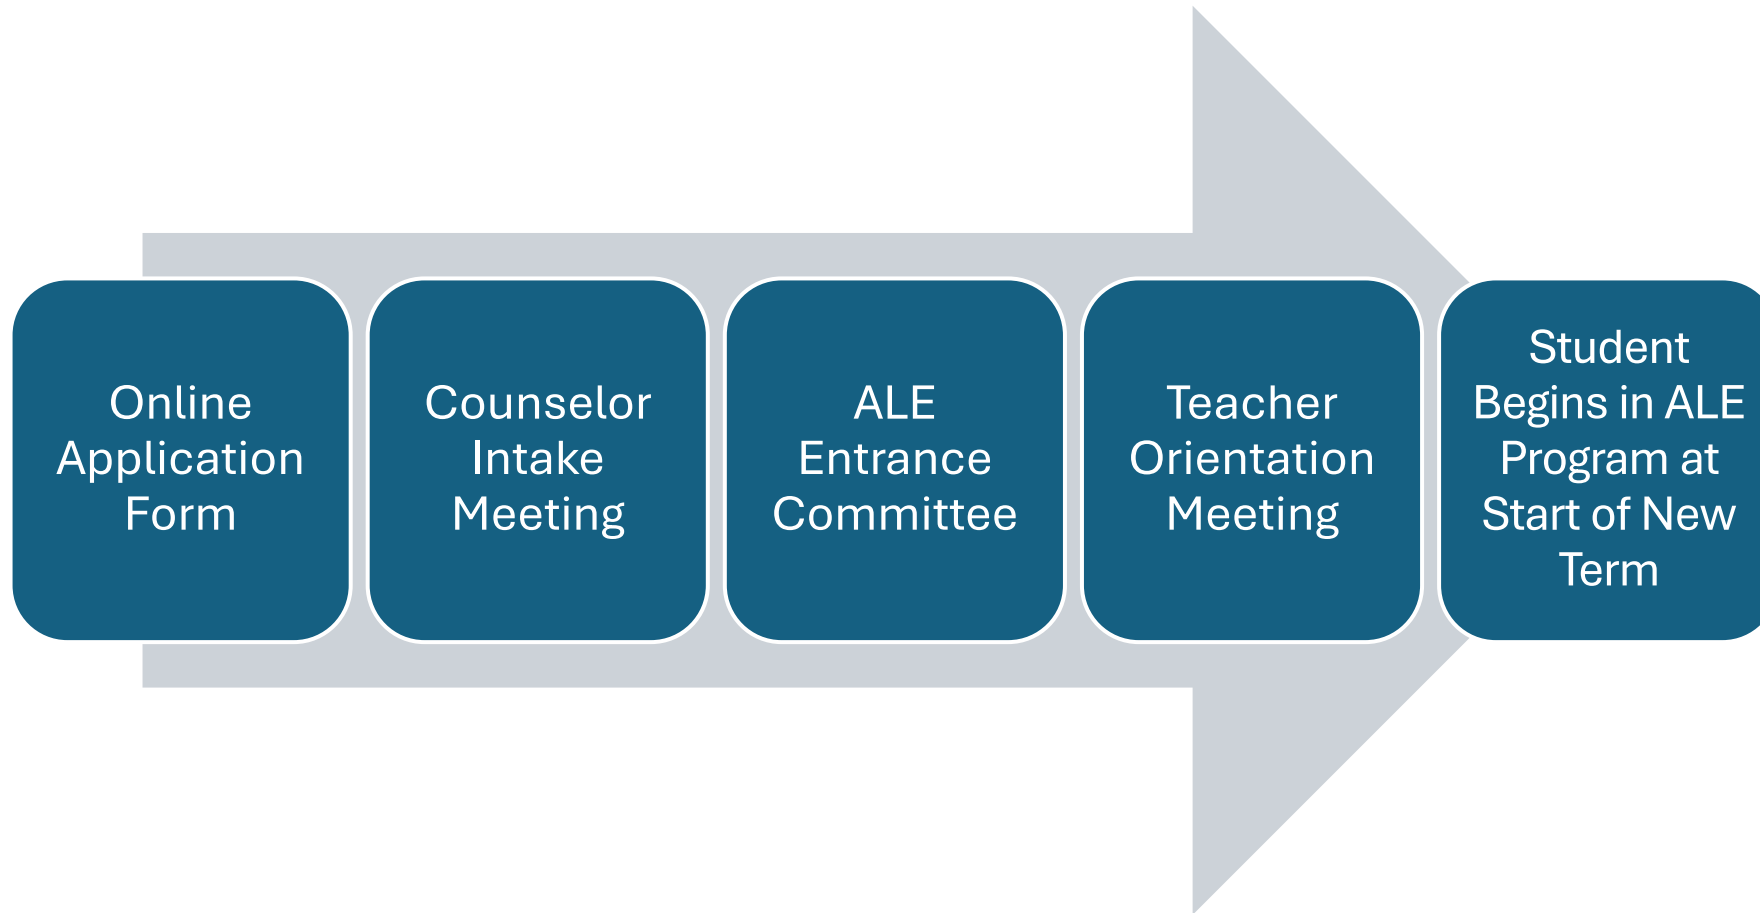 Online
Application
Form
Counselor
Intake
Meeting
ALE
Entrance
Committee
Teacher
Orientation
Meeting
Student
Begins in ALE
Program at
Start of New
Term